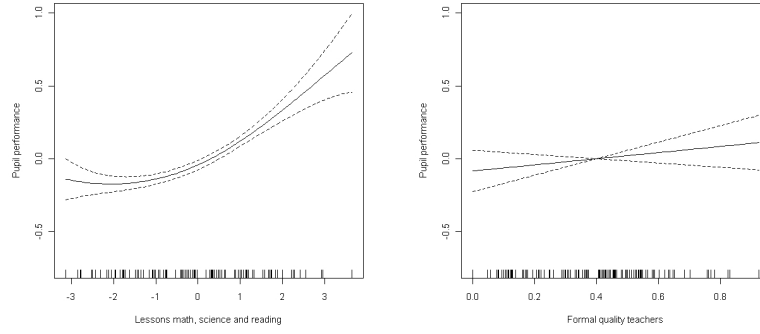 Pupil performance
1.0
0.5
0.0
-0.5
-3 -2 -1 0 1 2 3
Lessons math, science and reading
Pupil performance
1.0
0.5
0.0
-0.5
0.0 0.2 0.4 0.6 0.8
Formal quality teachers